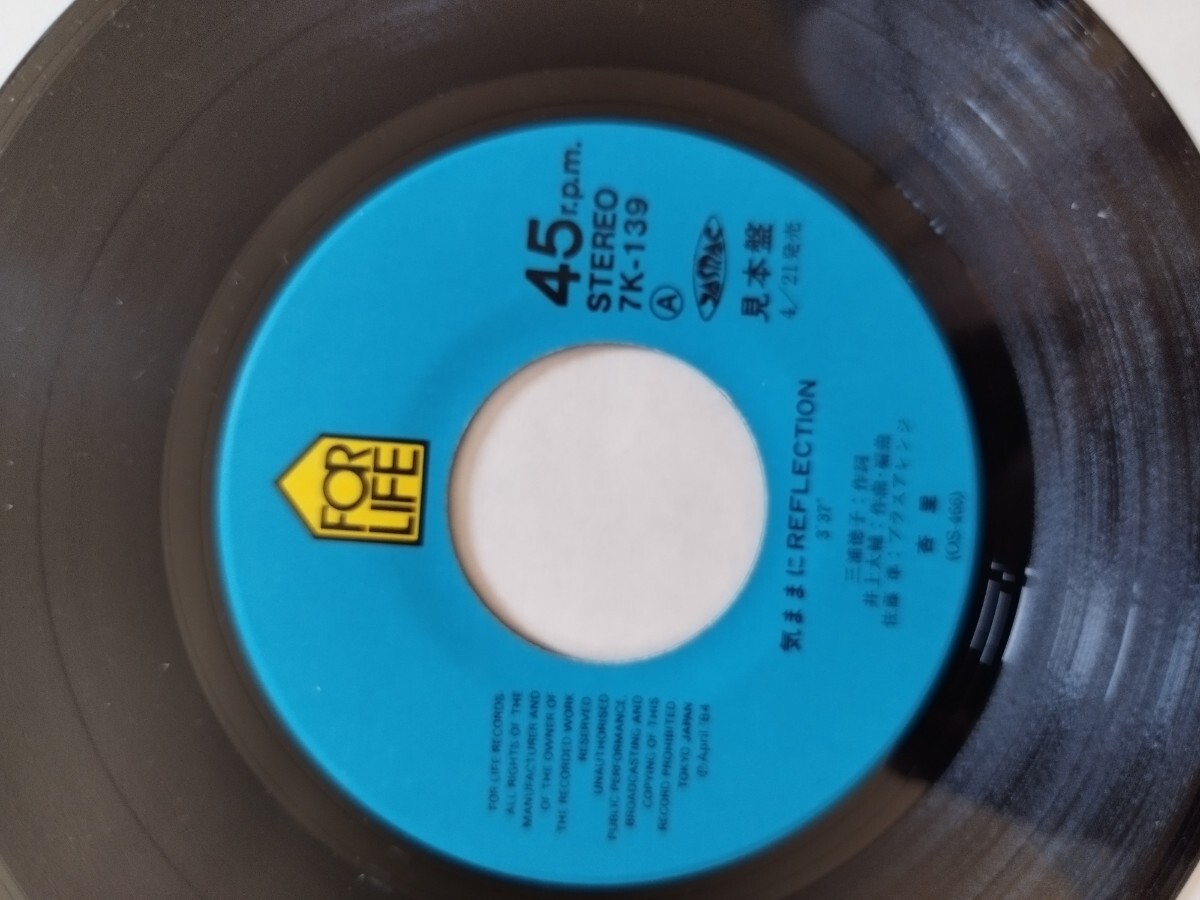 FOR
LIFE
45r.p.m.
STEREO
7K-139
Ⓐ
JASRAC
見本盤
4/21発売
FOR LIFE RECORDS
ALL RIGHTS OF THE
MANUFACTURER AND
OF THE OWNER OF
THE RECORDED WORK
RESERVED
UNAUTHORISED
PUBLIC PERFORMANCE,
BROADCASTING AND
COPYING OF THIS
RECORD PROHIBITED
TOKYO JAPAN
Ⓟ April '84
気ままにREFLECTION
3'37"
三浦徳子:作詞
井上大輔:作曲・編曲
佐藤 準:ブラスアレンジ
杏里
(OS-466)